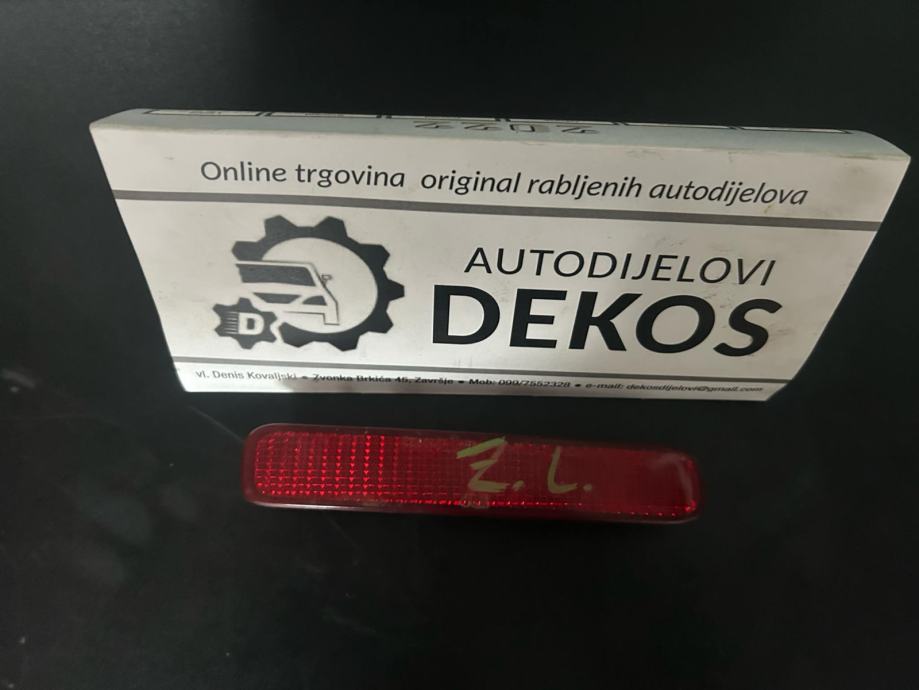 Online trgovina original rabljenih autodijelova
AUTODIJELOVI
DEKOS
D
vl. Denis Kovaljski • Zvonka Brkića 45, Završje • Mob: 099/7552328 • e-mail: dekosdijelovi@gmail.com
Z. L.